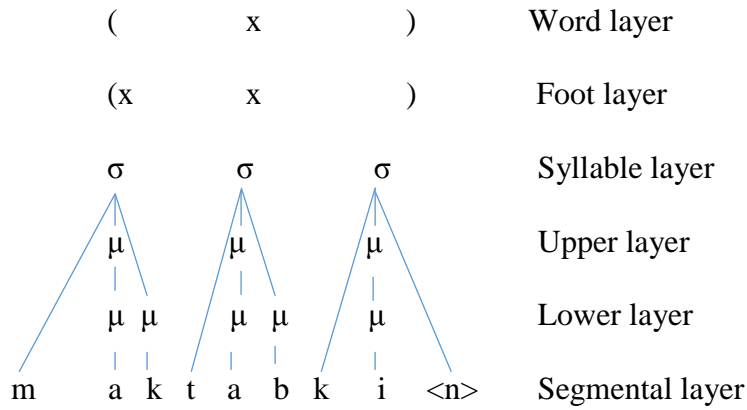 ( x ) Word layer
(x x ) Foot layer
σ σ σ Syllable layer
μ μ μ Upper layer
μ μ μ μ μ Lower layer
m a k t a b k i <n> Segmental layer